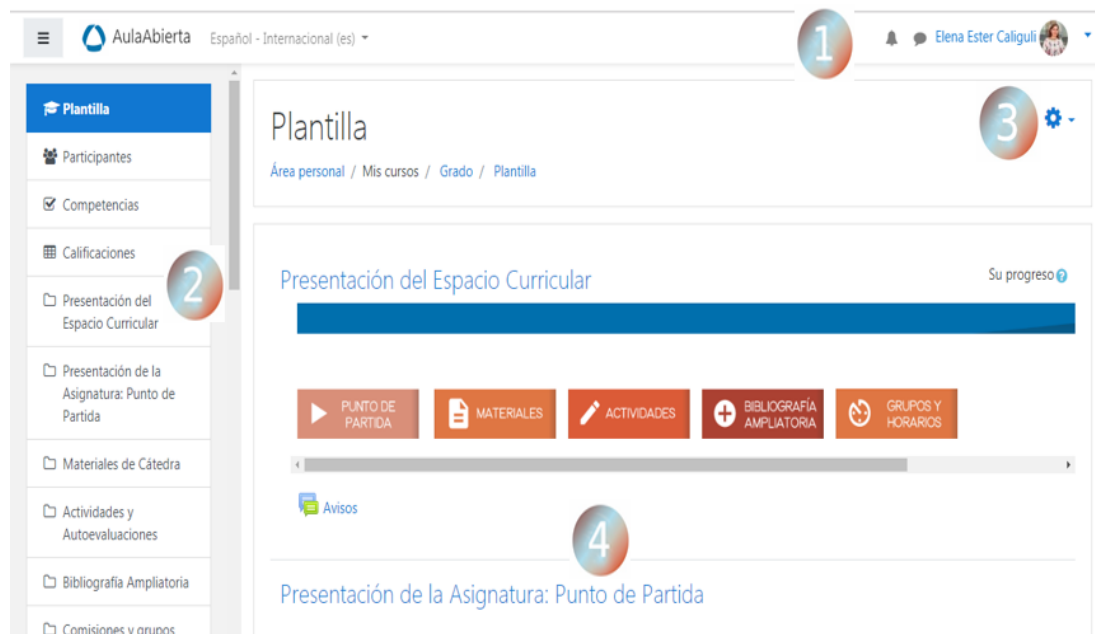 AulaAbierta
Español - Internacional (es)
1
Elena Ester Caliguli
Plantilla
Participantes
Competencias
Calificaciones
2
Presentación del
Espacio Curricular
Presentación de la
Asignatura: Punto de
Partida
Materiales de Cátedra
Actividades y
Autoevaluaciones
Bibliografía Ampliatoria
Comisiones y grupos
Plantilla
3
Área personal / Mis cursos / Grado / Plantilla
Presentación del Espacio Curricular
Su progreso
PUNTO DE
PARTIDA
MATERIALES
ACTIVIDADES
BIBLIOGRAFÍA
AMPLIATORIA
GRUPOS Y
HORARIOS
Avisos
4
Presentación de la Asignatura: Punto de Partida